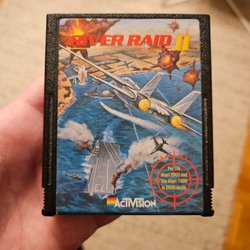 RIVER RAID II
For the
Atari 2600 and
the Atari 7800
in 2600 mode
ACTIVISION